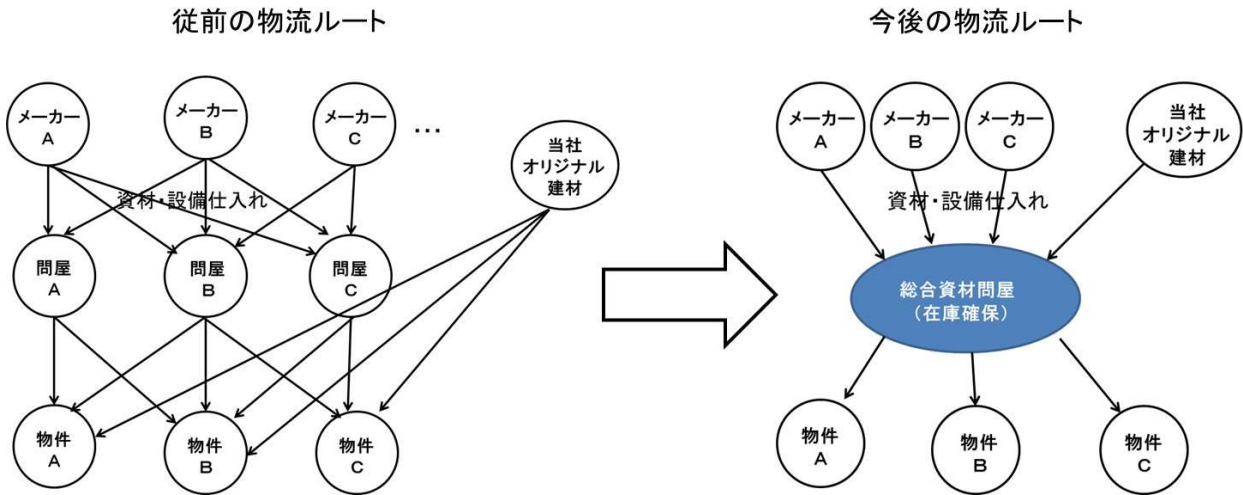 従前の物流ルート
メーカー
A
メーカー
B
メーカー
C
…
当社
オリジナル
建材
資材・設備仕入れ
問屋
A
問屋
B
問屋
C
物件
A
物件
B
物件
C
今後の物流ルート
メーカー
A
メーカー
B
メーカー
C
当社
オリジナル
建材
資材・設備仕入れ
総合資材問屋
（在庫確保）
物件
A
物件
B
物件
C